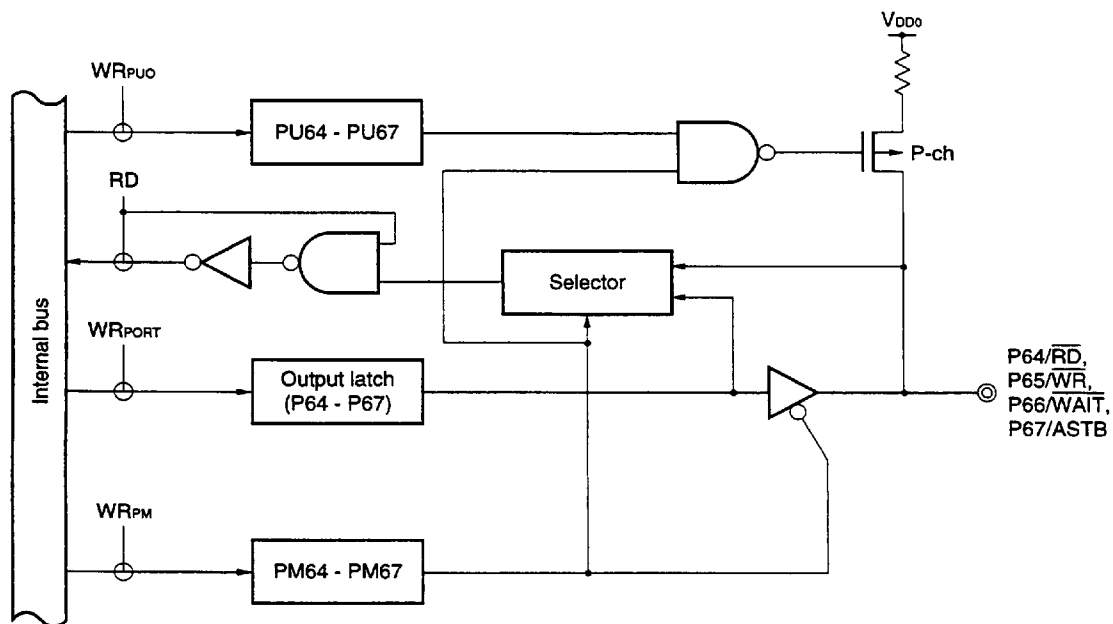 VDD0
WRPUO
PU64 - PU67
P-ch
RD
Selector
Internal bus
WRPORT
Output latch
(P64 - P67)
P64/RD,
P65/WR,
P66/WAIT,
P67/ASTB
WRPM
PM64 - PM67